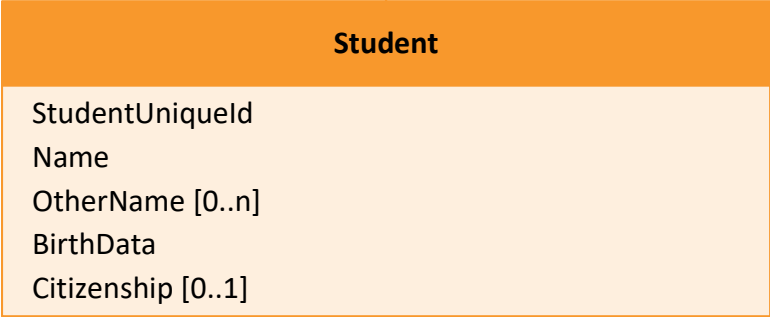 Student
StudentUniqueId
Name
OtherName [0..n]
BirthData
Citizenship [0..1]